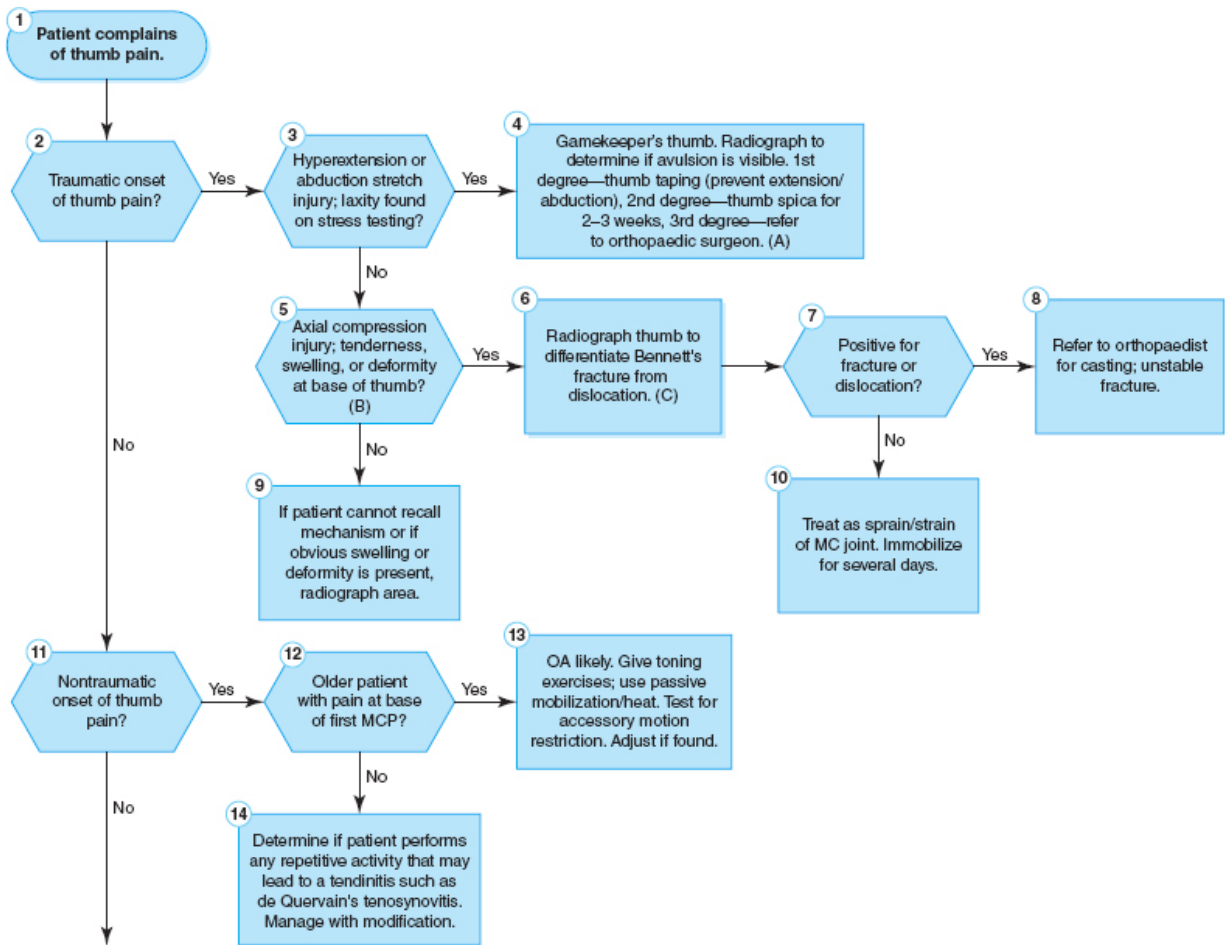 1
Patient complains
of thumb pain.
2
Traumatic onset
of thumb pain?
Yes
3
Hyperextension or
abduction stretch
injury; laxity found
on stress testing?
Yes
4
Gamekeeper's thumb. Radiograph to
determine if avulsion is visible. 1st
degree—thumb taping (prevent extension/
abduction), 2nd degree—thumb spica for
2–3 weeks, 3rd degree—refer
to orthopaedic surgeon. (A)
No
5
Axial compression
injury; tenderness,
swelling, or deformity
at base of thumb?
(B)
Yes
6
Radiograph thumb to
differentiate Bennett's
fracture from
dislocation. (C)
7
Positive for
fracture or
dislocation?
Yes
8
Refer to orthopaedist
for casting; unstable
fracture.
No
No
No
9
If patient cannot recall
mechanism or if
obvious swelling or
deformity is present,
radiograph area.
10
Treat as sprain/strain
of MC joint. Immobilize
for several days.
11
Nontraumatic
onset of thumb
pain?
Yes
12
Older patient
with pain at base
of first MCP?
Yes
13
OA likely. Give toning
exercises; use passive
mobilization/heat. Test for
accessory motion
restriction. Adjust if found.
No
No
14
Determine if patient performs
any repetitive activity that may
lead to a tendinitis such as
de Quervain's tenosynovitis.
Manage with modification.